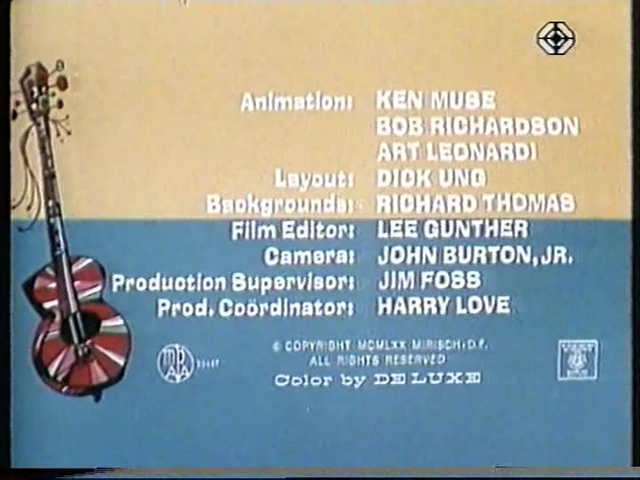 Animation: KEN MUSE
BOB RICHARDSON
ART LEONARDI
Layout: DICK UNG
Backgrounds: RICHARD THOMAS
Film Editor: LEE GUNTHER
Camera: JOHN BURTON, JR.
Production Supervisor: JIM FOSS
Prod. Coördinator: HARRY LOVE
© COPYRIGHT MCMLXX MIRISCH-D.F.
ALL RIGHTS RESERVED
Color by DE LUXE